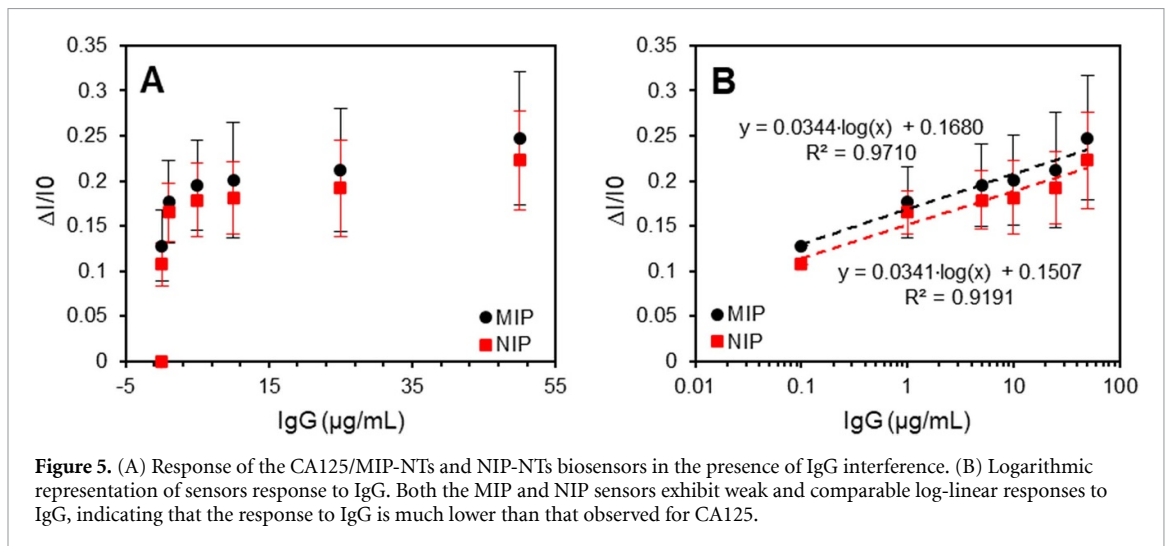 0.35
0.3
0.25
0.2
0.15
0.1
0.05
0
-5 15 35 55
ΔI/I0
IgG (µg/mL)
A
MIP
NIP
0.35
0.3
0.25
0.2
0.15
0.1
0.05
0
0.01 0.1 1 10 100
ΔI/I0
IgG (µg/mL)
B
y = 0.0344·log(x) + 0.1680
R² = 0.9710
y = 0.0341·log(x) + 0.1507
R² = 0.9191
MIP
NIP
Figure 5. (A) Response of the CA125/MIP-NTs and NIP-NTs biosensors in the presence of IgG interference. (B) Logarithmic
representation of sensors response to IgG. Both the MIP and NIP sensors exhibit weak and comparable log-linear responses to
IgG, indicating that the response to IgG is much lower than that observed for CA125.